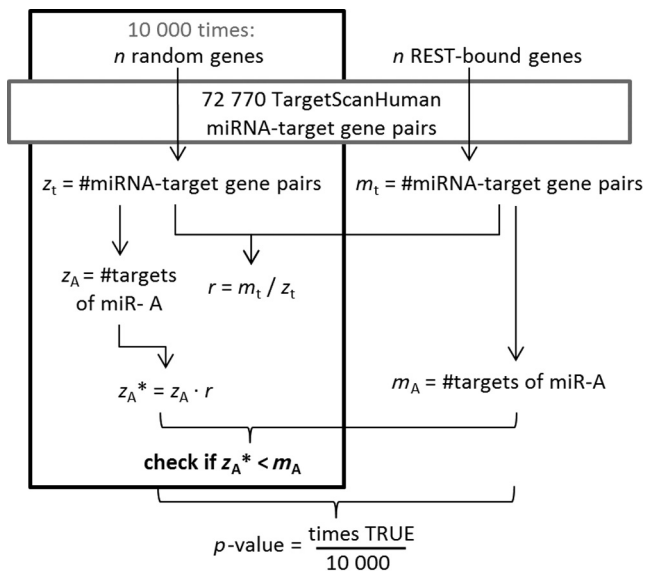 10 000 times:
n random genes
n REST-bound genes
72 770 TargetScanHuman
miRNA-target gene pairs
zt = #miRNA-target gene pairs
mt = #miRNA-target gene pairs
zA = #targets
of miR- A
r = mt / zt
zA* = zA · r
mA = #targets of miR-A
check if zA* < mA
p-value = times TRUE
10 000